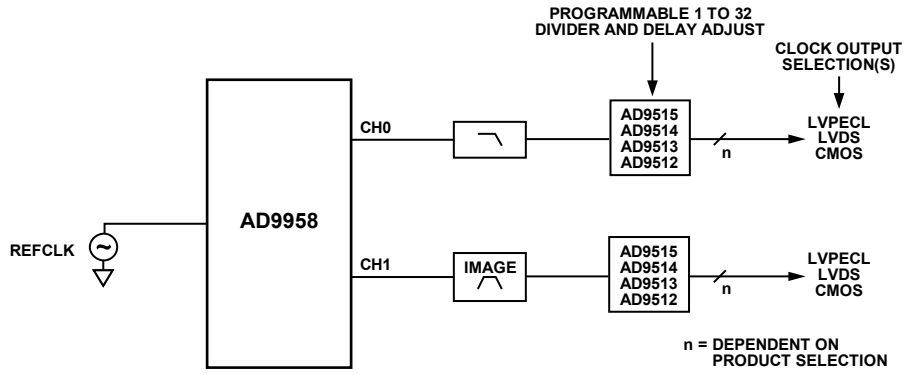 PROGRAMMABLE 1 TO 32
DIVIDER AND DELAY ADJUST
CLOCK OUTPUT
SELECTION(S)
CH0
AD9515
AD9514
AD9513
AD9512
n
LVPECL
LVDS
CMOS
AD9958
REFCLK
CH1
IMAGE
AD9515
AD9514
AD9513
AD9512
n
LVPECL
LVDS
CMOS
n = DEPENDENT ON
PRODUCT SELECTION